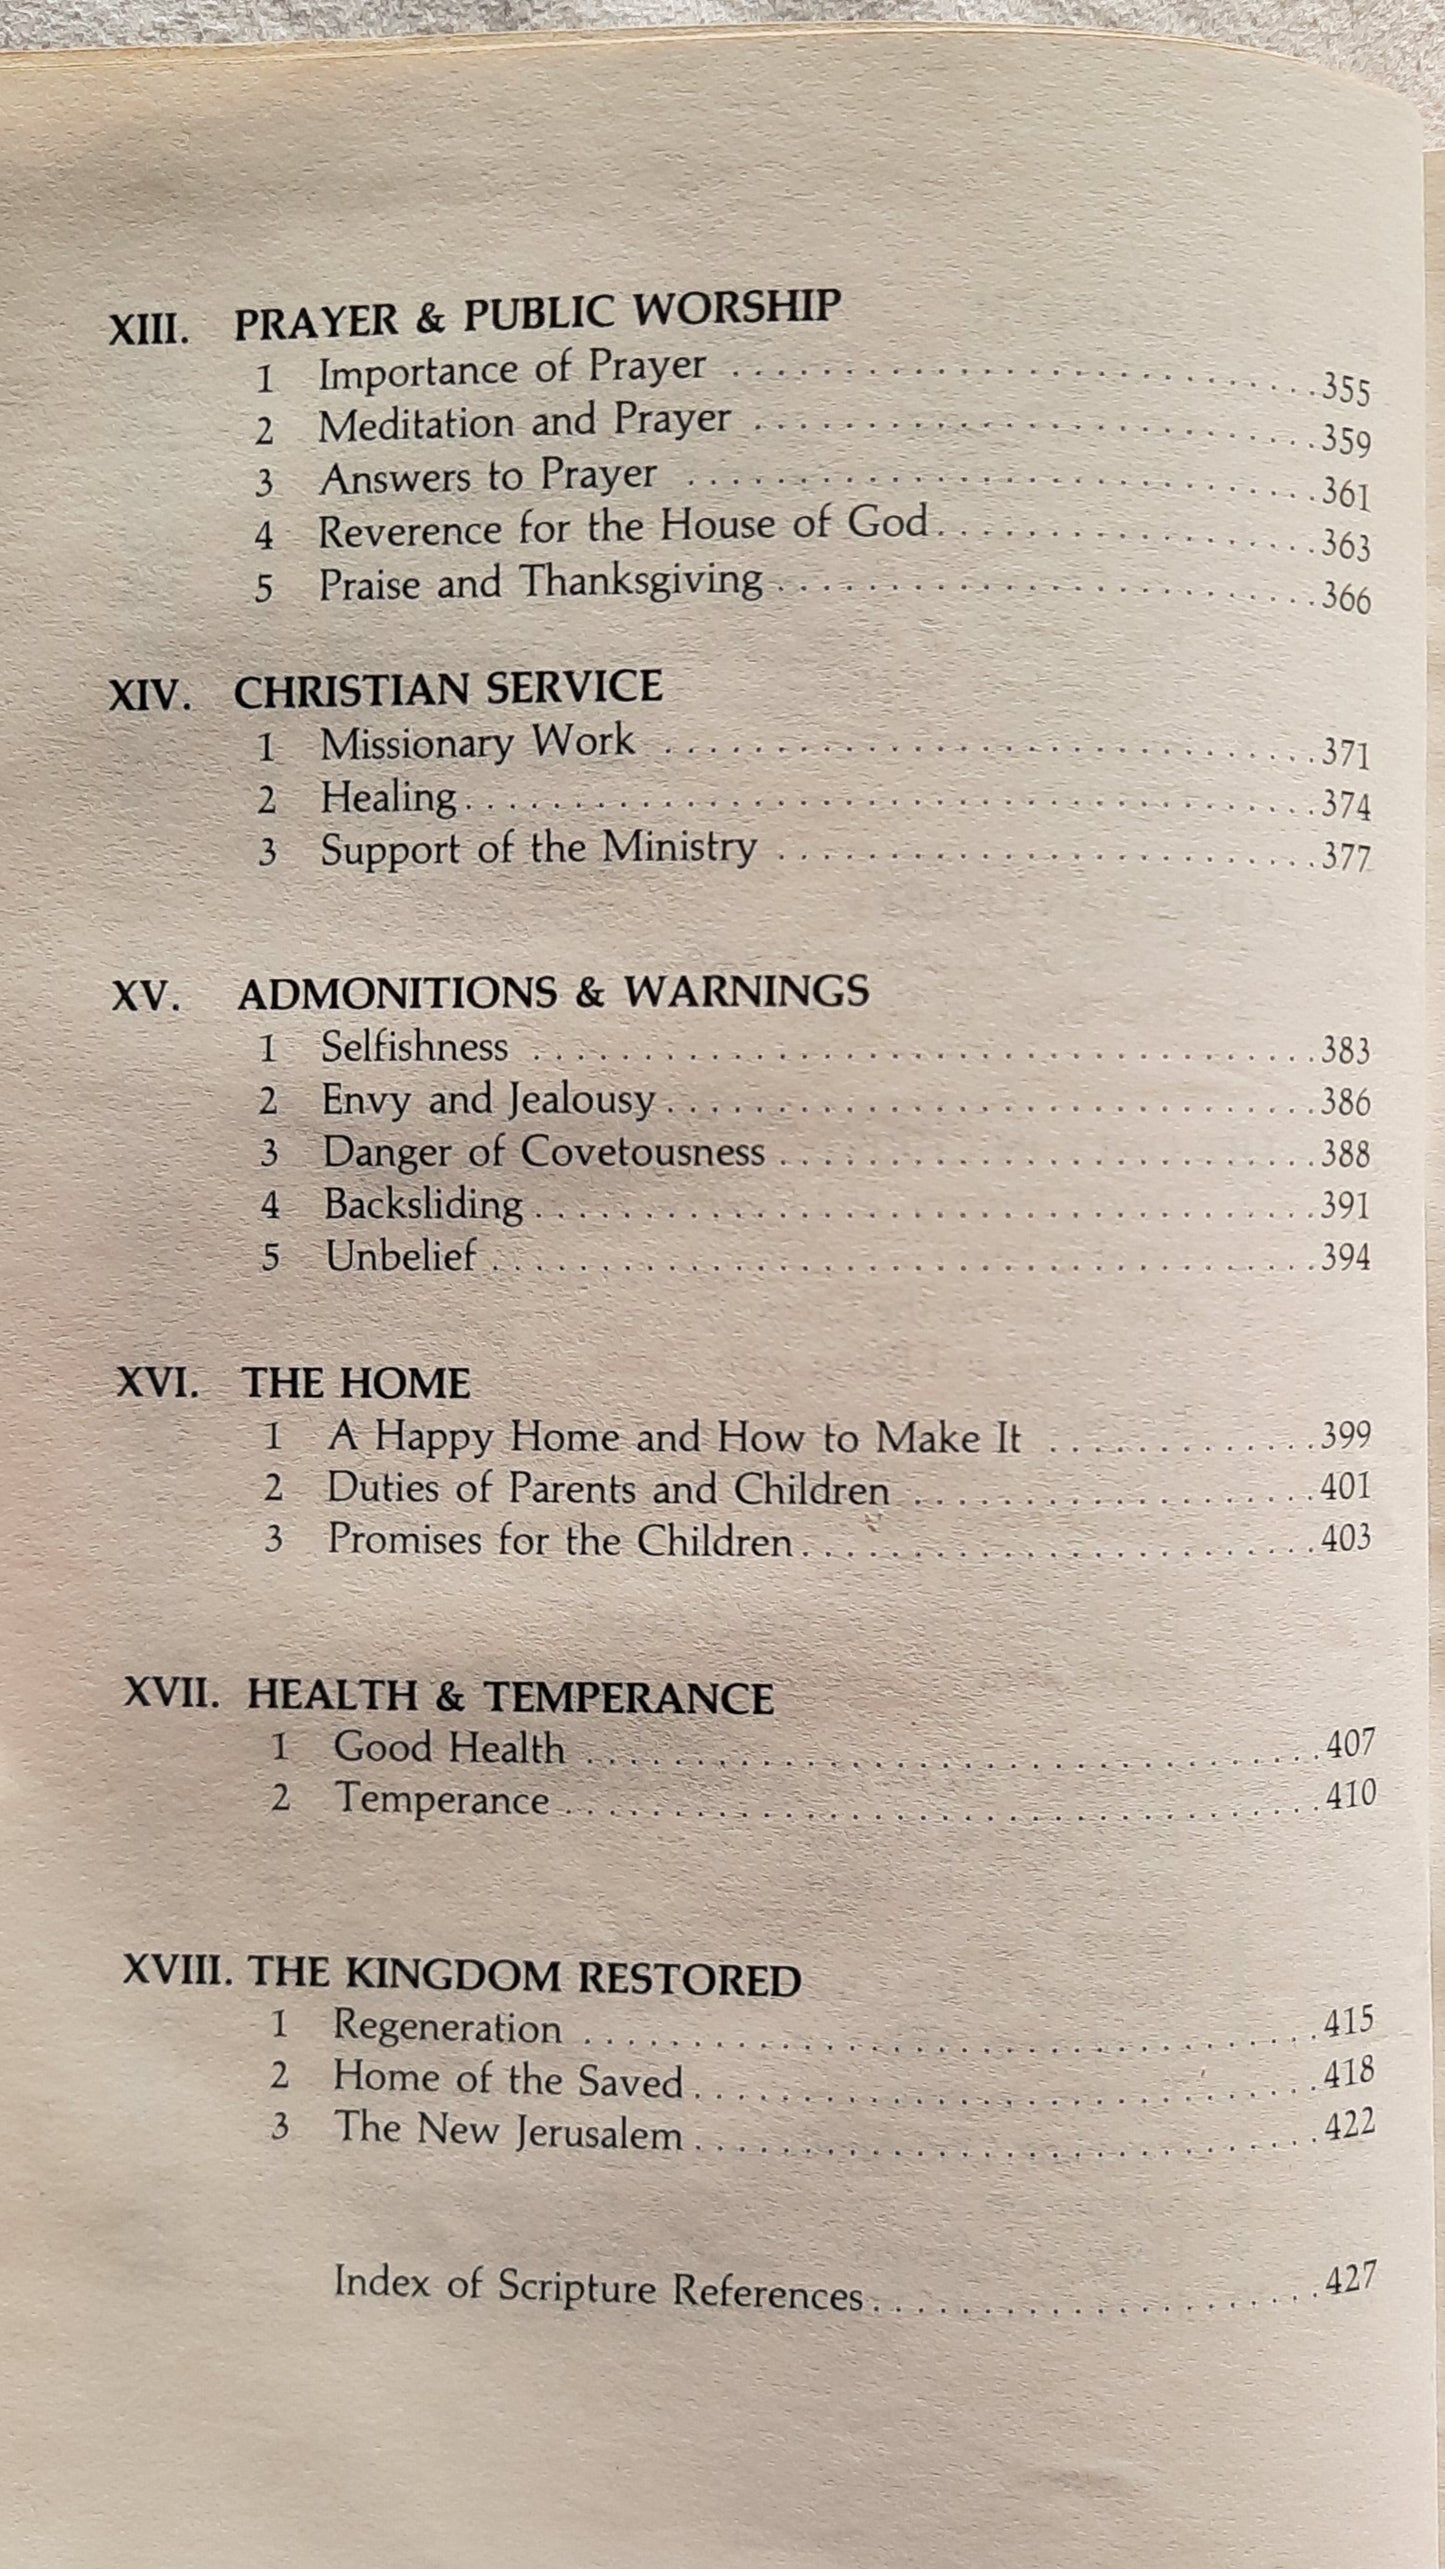 XIII. PRAYER & PUBLIC WORSHIP
1 Importance of Prayer ........................... 355
2 Meditation and Prayer .......................... 359
3 Answers to Prayer ............................. 361
4 Reverence for the House of God.................. 363
5 Praise and Thanksgiving......................... 366
XIV. CHRISTIAN SERVICE
1 Missionary Work .............................. 371
2 Healing....................................... 374
3 Support of the Ministry ......................... 377
XV. ADMONITIONS & WARNINGS
1 Selfishness .................................... 383
2 Envy and Jealousy.............................. 386
3 Danger of Covetousness......................... 388
4 Backsliding.................................... 391
5 Unbelief...................................... 394
XVI. THE HOME
1 A Happy Home and How to Make It ............. 399
2 Duties of Parents and Children ................... 401
3 Promises for the Children........................ 403
XVII. HEALTH & TEMPERANCE
1 Good Health .................................. 407
2 Temperance................................... 410
XVIII. THE KINGDOM RESTORED
1 Regeneration .................................. 415
2 Home of the Saved............................. 418
3 The New Jerusalem............................. 422
Index of Scripture References..................... 427